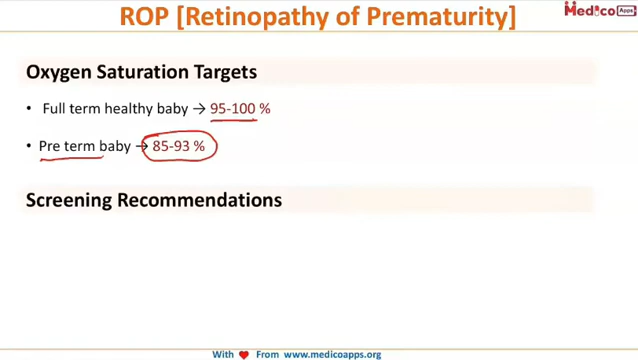 ROP [Retinopathy of Prematurity]
Medico Apps
Oxygen Saturation Targets
• Full term healthy baby → 95-100 %
• Pre term baby → 85-93 %
Screening Recommendations
With ♥ From www.medicoapps.org